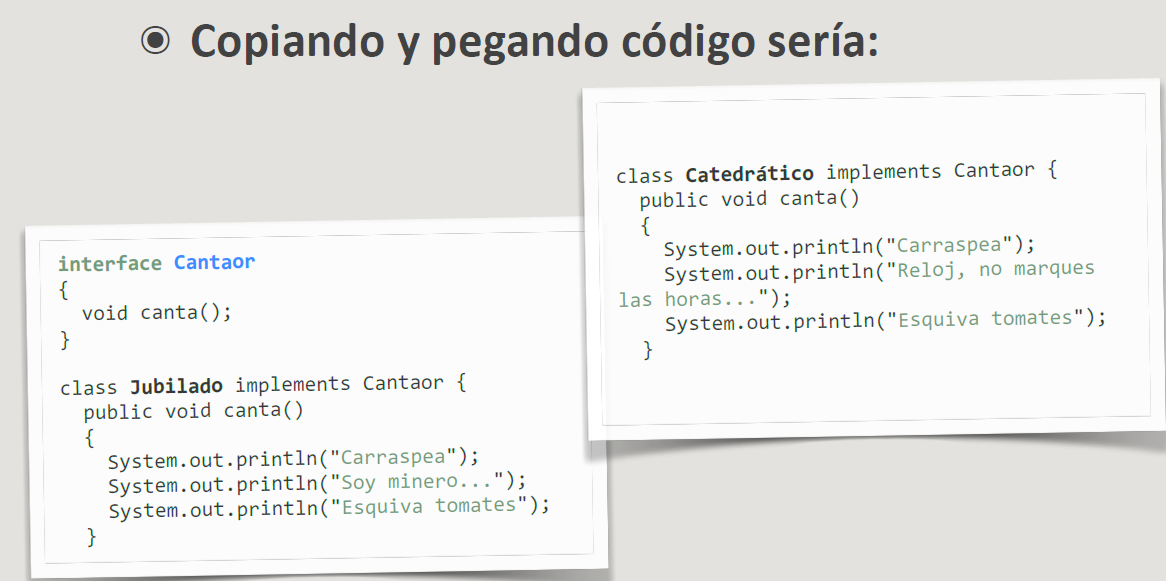 Copiando y pegando código sería:
interface Cantaor
{
void canta();
}
class Jubilado implements Cantaor {
public void canta()
{
System.out.println("Carraspea");
System.out.println("Soy minero...");
System.out.println("Esquiva tomates");
}
class Catedrático implements Cantaor {
public void canta()
{
System.out.println("Carraspea");
System.out.println("Reloj, no marques
las horas...");
System.out.println("Esquiva tomates");
}